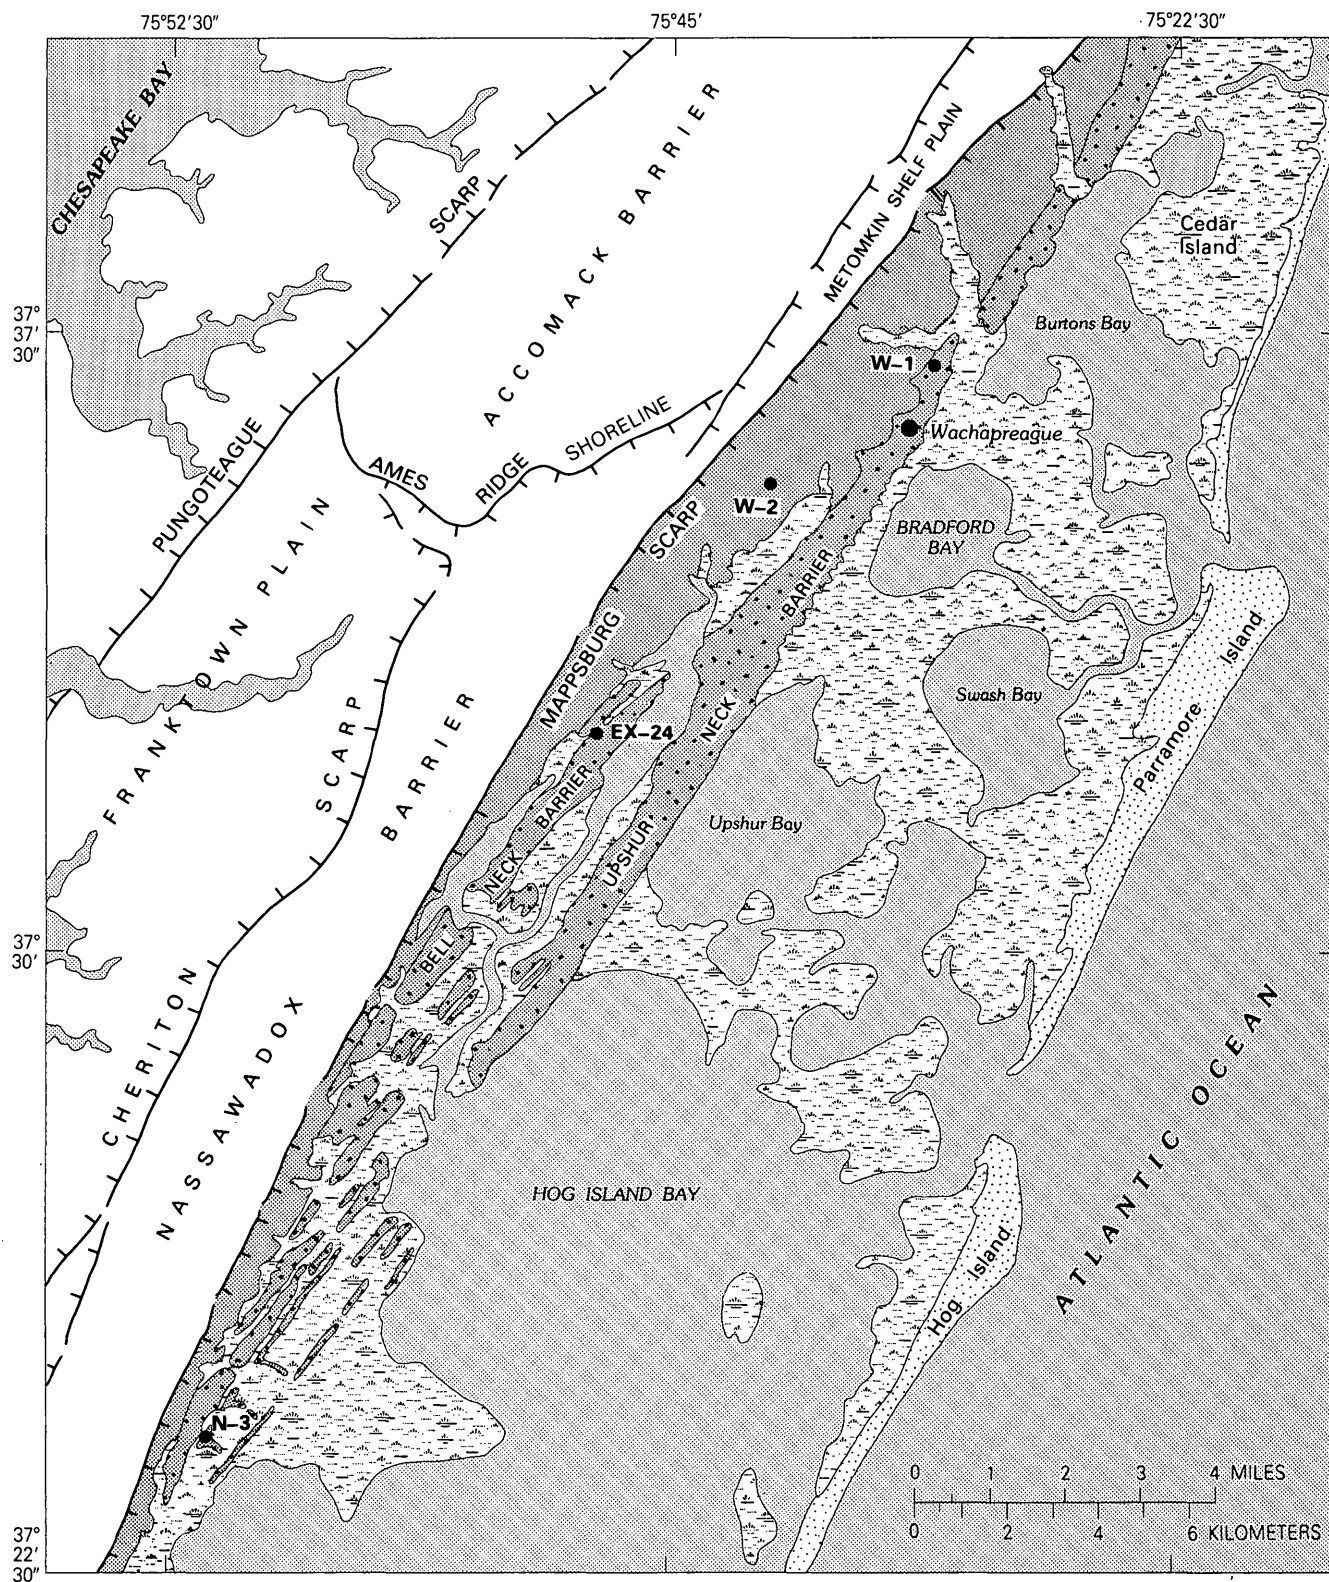 75°52'30"
75°45'
75°22'30"
CHESAPEAKE BAY
SCARP
ACCOMACK BARRIER
METOMKIN SHELF PLAIN
Cedar
Island
37°
37'
30"
Burtons Bay
W-1
PUNGOTEAGUE
AMES
RIDGE
SHORELINE
Wachapreague
W-2
SCARP
BRADFORD
BAY
BARRIER
FRANKTOWN PLAIN
MAPPSBURG
Island
Swash Bay
NECK
EX-24
SCARP
BARRIER
BARRIER
Parramore
Upshur Bay
UPSHUR
NECK
37°
30'
BELL
CHERITON
NASSAWADOX
ATLANTIC OCEAN
HOG ISLAND BAY
Island
Hog
N-3
0 1 2 3 4 MILES
0 2 4 6 KILOMETERS
37°
22'
30"